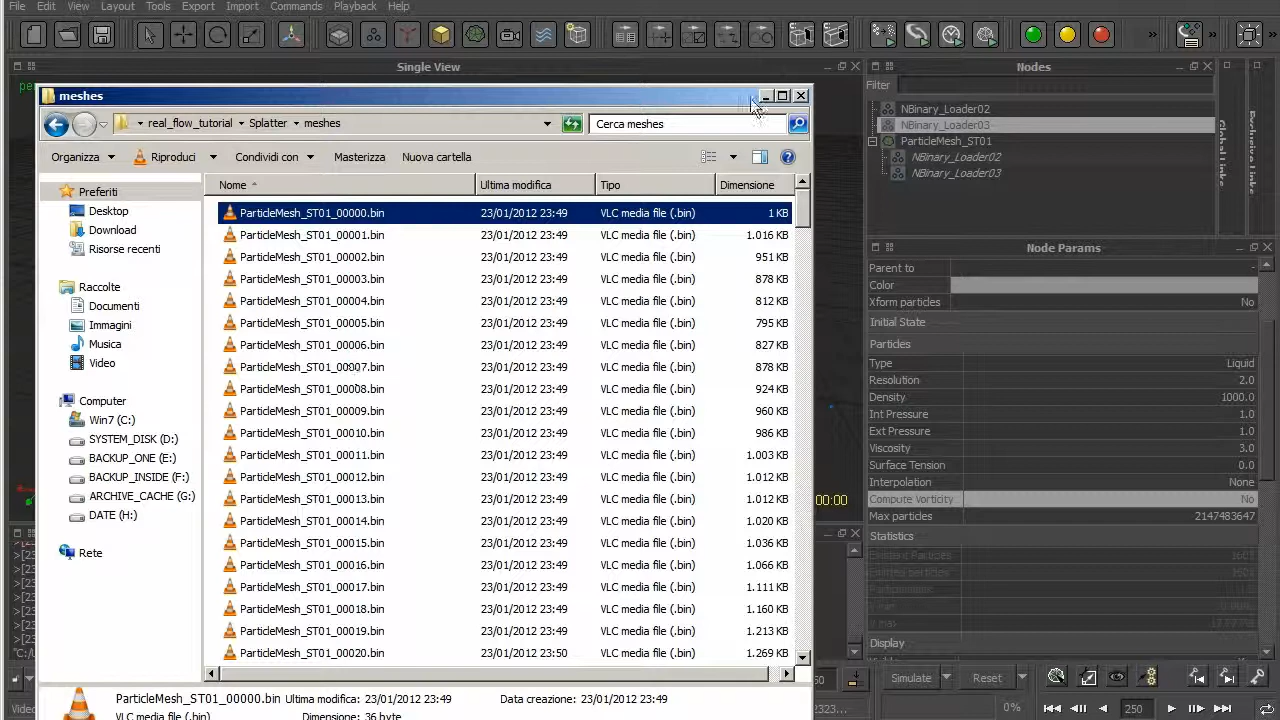 File Edit Layout Tools Export Import Commands Playback Help
Single View
Nodes
Filter
NBinary_Loader02
NBinary_Loader03
ParticleMesh_ST01
NBinary_Loader02
NBinary_Loader03
Global Links
Exclusive Links
meshes
real_flow_tutorial Splater meshes
Cerca meshes
Organizza Riproduci Condividi con Masterizza Nuova cartella
Preferiti
Desktop
Download
Risorse recenti
Raccolte
Documenti
Immagini
Musica
Video
Computer
Win7 (C:)
SYSTEM_DISK (D:)
BACKUP_ONE (E:)
BACKUP_INSIDE (F:)
ARCHIVE_CACHE (G:)
DATE (H:)
Rete
Nome Ultima modifica Tipo Dimensione
ParticleMesh_ST01_00000.bin 23/01/2012 23:49 VLC media file (.bin) 1 KB
ParticleMesh_ST01_00001.bin 23/01/2012 23:49 VLC media file (.bin) 1.016 KB
ParticleMesh_ST01_00002.bin 23/01/2012 23:49 VLC media file (.bin) 951 KB
ParticleMesh_ST01_00003.bin 23/01/2012 23:49 VLC media file (.bin) 878 KB
ParticleMesh_ST01_00004.bin 23/01/2012 23:49 VLC media file (.bin) 812 KB
ParticleMesh_ST01_00005.bin 23/01/2012 23:49 VLC media file (.bin) 795 KB
ParticleMesh_ST01_00006.bin 23/01/2012 23:49 VLC media file (.bin) 827 KB
ParticleMesh_ST01_00007.bin 23/01/2012 23:49 VLC media file (.bin) 878 KB
ParticleMesh_ST01_00008.bin 23/01/2012 23:49 VLC media file (.bin) 924 KB
ParticleMesh_ST01_00009.bin 23/01/2012 23:49 VLC media file (.bin) 960 KB
ParticleMesh_ST01_00010.bin 23/01/2012 23:49 VLC media file (.bin) 986 KB
ParticleMesh_ST01_00011.bin 23/01/2012 23:49 VLC media file (.bin) 1.003 KB
ParticleMesh_ST01_00012.bin 23/01/2012 23:49 VLC media file (.bin) 1.012 KB
ParticleMesh_ST01_00013.bin 23/01/2012 23:49 VLC media file (.bin) 1.012 KB
ParticleMesh_ST01_00014.bin 23/01/2012 23:49 VLC media file (.bin) 1.020 KB
ParticleMesh_ST01_00015.bin 23/01/2012 23:49 VLC media file (.bin) 1.036 KB
ParticleMesh_ST01_00016.bin 23/01/2012 23:49 VLC media file (.bin) 1.066 KB
ParticleMesh_ST01_00017.bin 23/01/2012 23:49 VLC media file (.bin) 1.111 KB
ParticleMesh_ST01_00018.bin 23/01/2012 23:49 VLC media file (.bin) 1.160 KB
ParticleMesh_ST01_00019.bin 23/01/2012 23:49 VLC media file (.bin) 1.213 KB
ParticleMesh_ST01_00020.bin 23/01/2012 23:50 VLC media file (.bin) 1.269 KB
ParticleMesh_ST01_00000.bin Ultima modifica: 23/01/2012 23:49 Data creazione: 23/01/2012 23:49
VLC media file (.bin) Dimensione: 36 byte
Node Params
Parent to -
Color
Xform particles No
Initial State
Particles
Type Liquid
Resolution 2.0
Density 1000.0
Int Pressure 1.0
Ext Pressure 1.0
Viscosity 3.0
Surface Tension 0.0
Interpolation None
Compute Vorticity No
Max particles 2147483647
Statistics
Display
Simulate Reset
0% 250